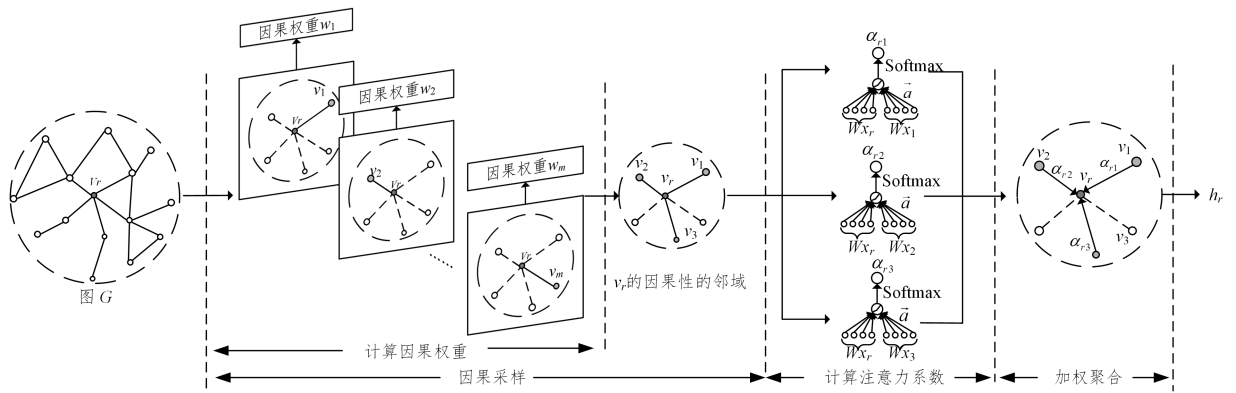 因果权重w₁
v₁
vᵣ
因果权重w₂
v₂
vᵣ
因果权重wₘ
vᵣ
vₘ
......
vᵣ
图 G
v₂
v₁
vᵣ
v₃
vᵣ的因果性的邻域
αᵣ₁
Softmax
a⃗
Wxᵣ Wx₁
αᵣ₂
Softmax
a⃗
Wxᵣ Wx₂
αᵣ₃
Softmax
a⃗
Wxᵣ Wx₃
v₂
v₁
αᵣ₂
vᵣ
αᵣ₁
αᵣ₃
v₃
hᵣ
计算因果权重
因果采样
计算注意力系数
加权聚合